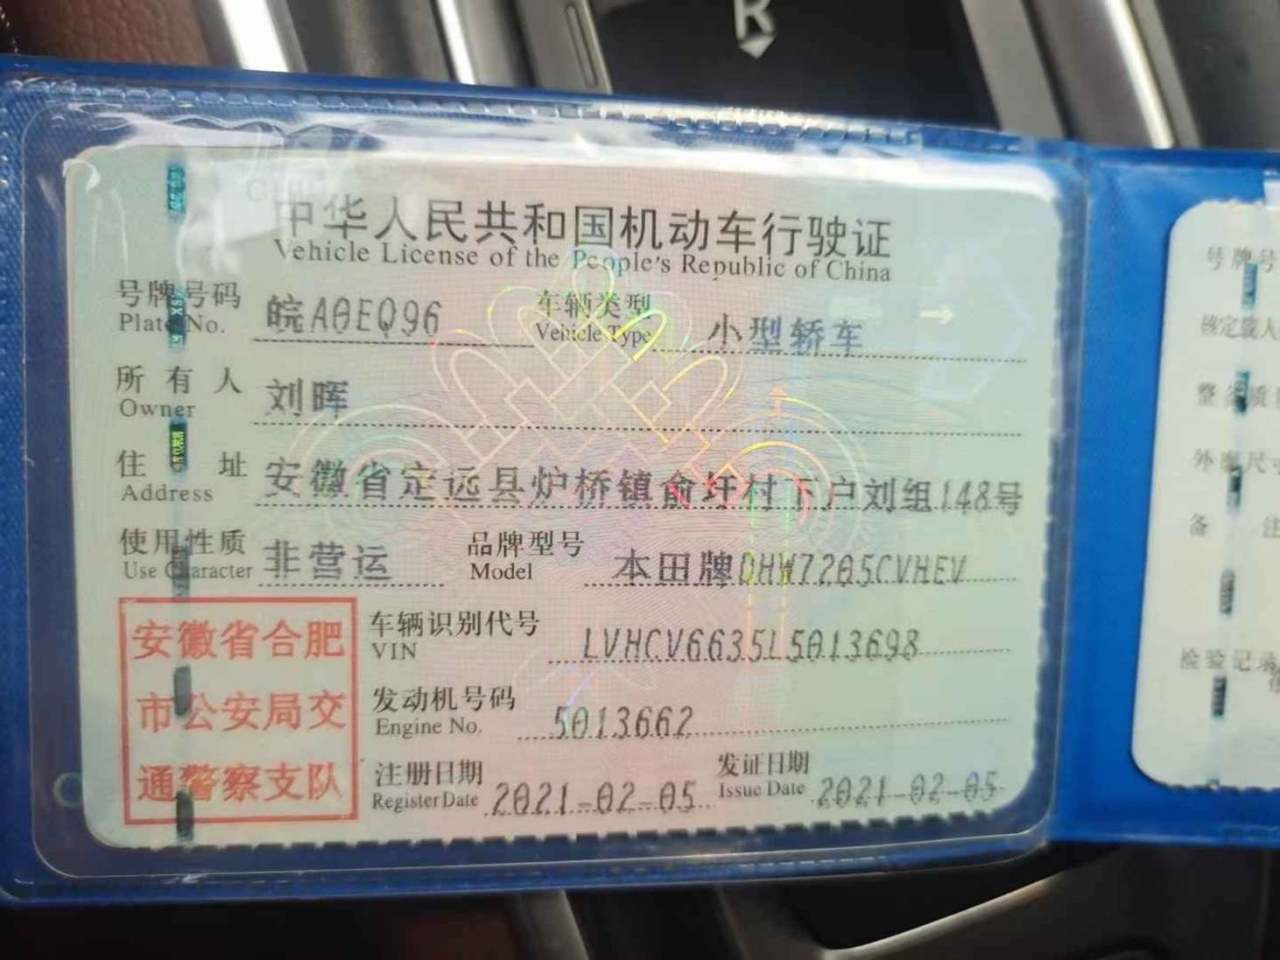 R
中华人民共和国机动车行驶证
Vehicle License of the People's Republic of China
号牌号码 皖A0EQ96 车辆类型 小型轿车
Plate No. Vehicle Type
所有人 刘晖
Owner
住址 安徽省定远县炉桥镇俞圩村下户刘组148号
Address
使用性质 非营运 品牌型号 本田牌DHW7205CVHEV
Use Character Model
安徽省合肥
市公安局交
通警察支队
车辆识别代号 LVHCV6635L5013698
VIN
发动机号码 5013662
Engine No.
注册日期 2021-02-05 发证日期 2021-02-05
Register Date Issue Date
号牌号
核定载人
整备质
外廓尺寸
备 注
检验记录